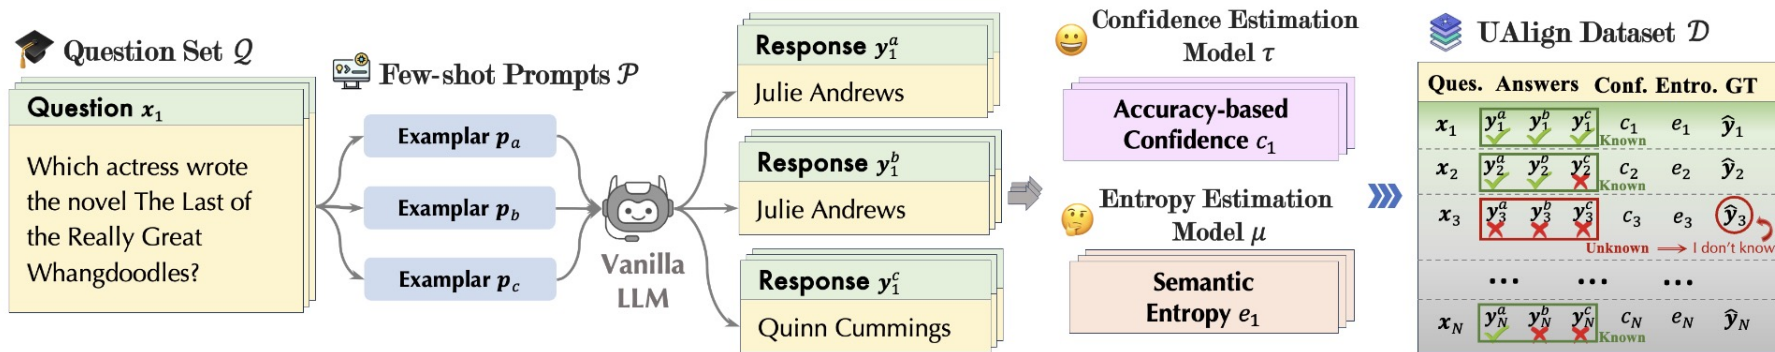 Question Set 𝒬
Question x₁
Which actress wrote
the novel The Last of
the Really Great
Whangdoodles?
Few-shot Prompts 𝒫
Examplar pₐ
Examplar p_b
Examplar p_c
Vanilla
LLM
Response y₁ᵃ
Julie Andrews
Response y₁ᵇ
Julie Andrews
Response y₁ᶜ
Quinn Cummings
Confidence Estimation
Model τ
Accuracy-based
Confidence c₁
Entropy Estimation
Model μ
Semantic
Entropy e₁
UAlign Dataset 𝒟
Ques. Answers Conf. Entro. GT
x₁ y₁ᵃ y₁ᵇ y₁ᶜ c₁ e₁ ŷ₁
Known
x₂ y₂ᵃ y₂ᵇ y₂ᶜ c₂ e₂ ŷ₂
Known
x₃ y₃ᵃ y₃ᵇ y₃ᶜ c₃ e₃ ŷ₃
Unknown → I don't know
... ... ...
x_N y_Nᵃ y_Nᵇ y_Nᶜ c_N e_N ŷ_N
Known